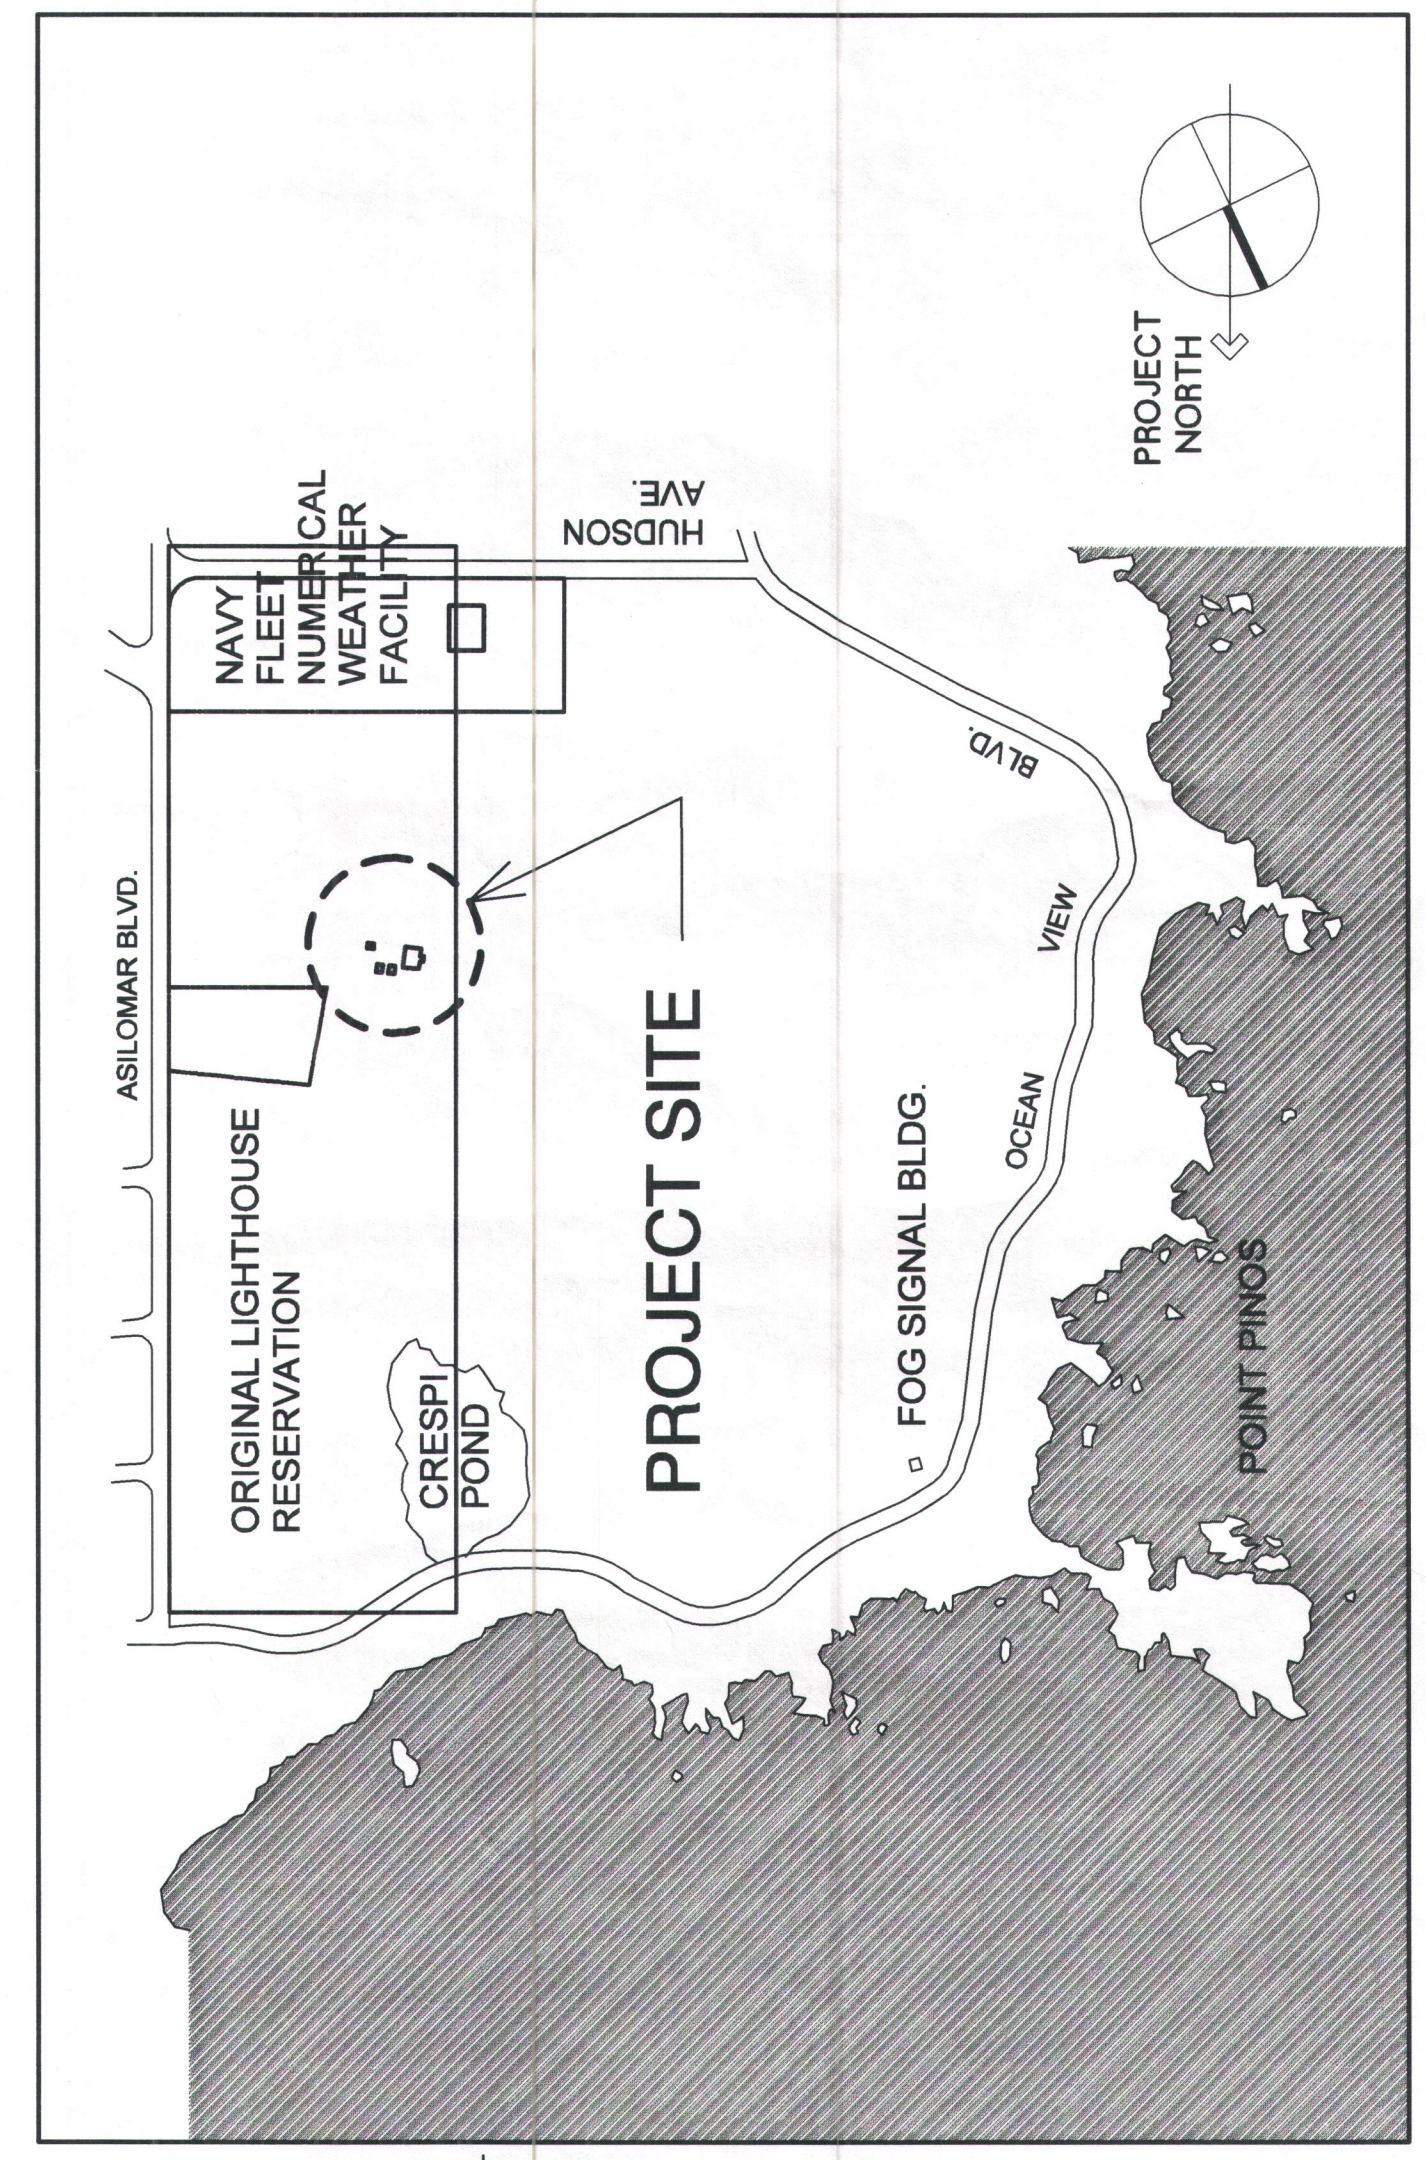 ASILOMAR BLVD.
NAVY
FLEET
NUMERICAL
WEATHER
FACILITY
HUDSON
AVE.
PROJECT
NORTH
ORIGINAL LIGHTHOUSE
RESERVATION
CRESPI
POND
PROJECT SITE
FOG SIGNAL BLDG.
OCEAN
VIEW
BLVD.
POINT PINOS